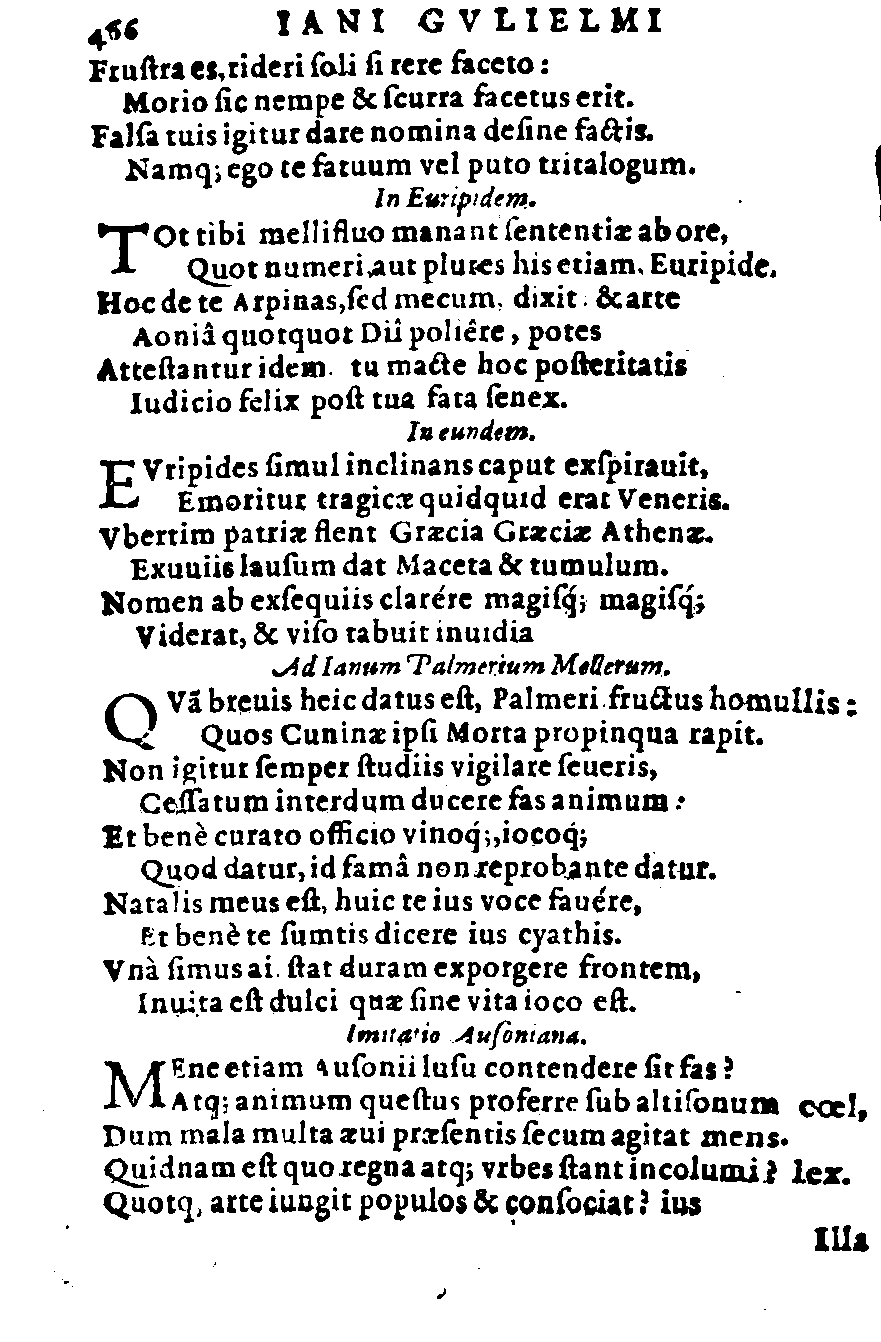 466 IANI GVLIELMI
Fruſtra es, rideri ſoli ſi rere faceto:
Morio ſic nempe & ſcurra facetus erit.
Falſa tuis igitur dare nomina deſine factis.
Namq; ego te fatuum vel puto tritalogum.
In Euripidem.
TOt tibi mellifluo manant ſententiæ ab ore,
Quot numeri, aut plures his etiam, Euripide.
Hoc de te Arpinas, ſed mecum, dixit. & arte
Aoniâ quotquot Dii poliêre, potes
Atteſtantur idem. tu macte hoc poſteritatis
Iudicio felix poſt tua fata ſenex.
In eundem.
EVripides ſimul inclinans caput exſpirauit,
Emoritur tragicæ quidquid erat Veneris.
Vbertim patriæ flent Græcia Græciæ Athenæ.
Exuuiis lauſum dat Maceta & tumulum.
Nomen ab exſequiis clarére magiſq́; magiſq́;
Viderat, & viſo tabuit inuidia
Ad Ianum Palmerium Mellerum.
QVã breuis heic datus eſt, Palmeri, fructus homullis:
Quos Cuninæ ipſi Morta propinqua rapit.
Non igitur ſemper ſtudiis vigilare ſeueris,
Ceſſatum interdum ducere fas animum:
Et benè curato officio vinoq́;, iocoq́;
Quod datur, id famâ non reprobante datur.
Natalis meus eſt, huic te ius voce fauére,
Et benè te ſumtis dicere ius cyathis.
Vnà ſimus ai. ſtat duram exporgere frontem,
Inuita eſt dulci quæ ſine vita ioco eſt.
Imitatio Auſoniana.
MEne etiam Auſonii luſu contendere ſit fas?
Atq; animum queſtus proferre ſub altiſonum cœl,
Dum mala multa æui præſentis ſecum agitat mens.
Quidnam eſt quo regna atq; vrbes ſtant incolumi? lex.
Quotq, arte iungit populos & conſociat? ius
Illa